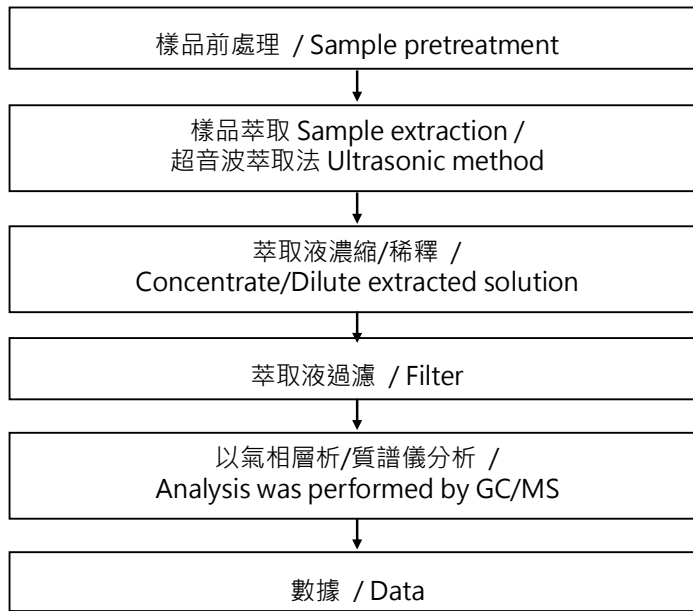 樣品前處理 / Sample pretreatment
樣品萃取 Sample extraction /
超音波萃取法 Ultrasonic method
萃取液濃縮/稀釋 /
Concentrate/Dilute extracted solution
萃取液過濾 / Filter
以氣相層析/質譜儀分析 /
Analysis was performed by GC/MS
數據 / Data